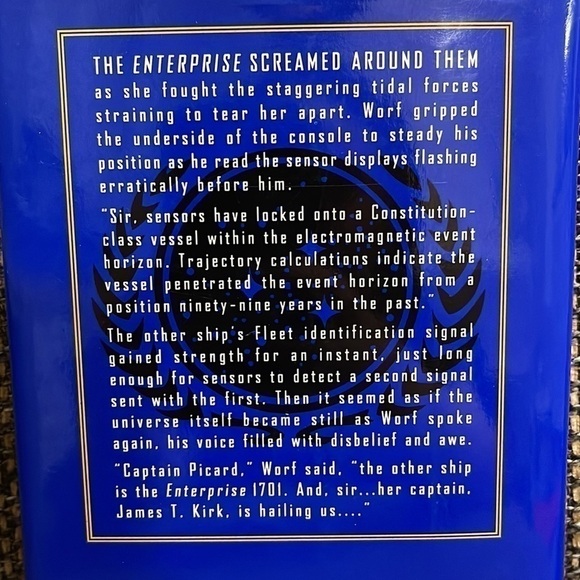 THE ENTERPRISE SCREAMED AROUND THEM
as she fought the staggering tidal forces
straining to tear her apart. Worf gripped
the underside of the console to steady his
position as he read the sensor displays flashing
erratically before him.
"Sir, sensors have locked onto a Constitution-
class vessel within the electromagnetic event
horizon. Trajectory calculations indicate the
vessel penetrated the event horizon from a
position ninety-nine years in the past."
The other ship's Fleet identification signal
gained strength for an instant, just long
enough for sensors to detect a second signal
sent with the first. Then it seemed as if the
universe itself became still as Worf spoke
again, his voice filled with disbelief and awe.
"Captain Picard," Worf said, "the other ship
is the Enterprise 1701. And, sir...her captain,
James T. Kirk, is hailing us...."